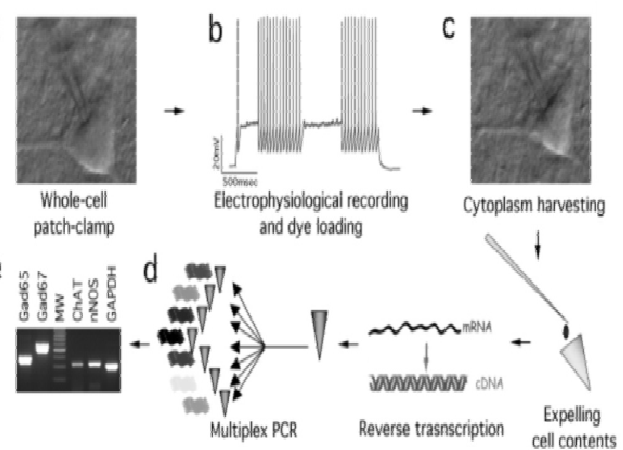 b
c
20mV
500msec
Whole-cell
patch-clamp
Electrophysiological recording
and dye loading
Cytoplasm harvesting
d
Gad65
Gad67
MW
ChAT
nNOS
GAPDH
mRNA
cDNA
Multiplex PCR
Reverse trasnscription
Expelling
cell contents